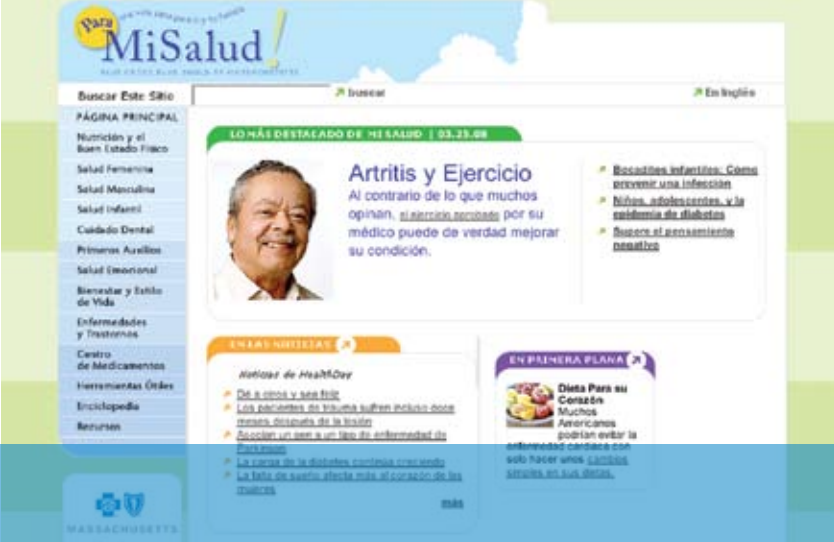 Para
MiSalud!
Buscar Este Sitio
buscar
En Inglés
PÁGINA PRINCIPAL
Nutrición y el
Buen Estado Físico
Salud Femenina
Salud Masculina
Salud Infantil
Cuidado Dental
Primeros Auxilios
Salud Emocional
Bienestar y Estilo
de Vida
Enfermedades
y Trastornos
Centro
de Medicamentos
Herramientas Útiles
Enciclopedia
Recursos
MASSACHUSETTS
LO MÁS DESTACADO DE MI SALUD | 03.25.08
Artritis y Ejercicio
Al contrario de lo que muchos
opinan, el ejercicio aprobado por su
médico puede de verdad mejorar
su condición.
Bocadites infantiles: Cómo
prevenir una infección
Niños, adolescentes, y la
epidemia de diabetes
Supere el pensamiento
negativo
EN LAS NOTICIAS
Noticias de HealthDay
Dé a otros y sea feliz
Los pacientes de trauma sufren incluso doce
meses después de la lesión
Asocian un gen a un tipo de enfermedad de
Parkinson
La carga de la diabetes continúa creciendo
La falta de sueño afecta más al corazón de las
mujeres
más
EN PRIMERA PLANA
Dieta Para su
Corazón
Muchos
Americanos
podrían evitar la
enfermedad cardiaca con
solo hacer unos cambios
simples en sus dietas.